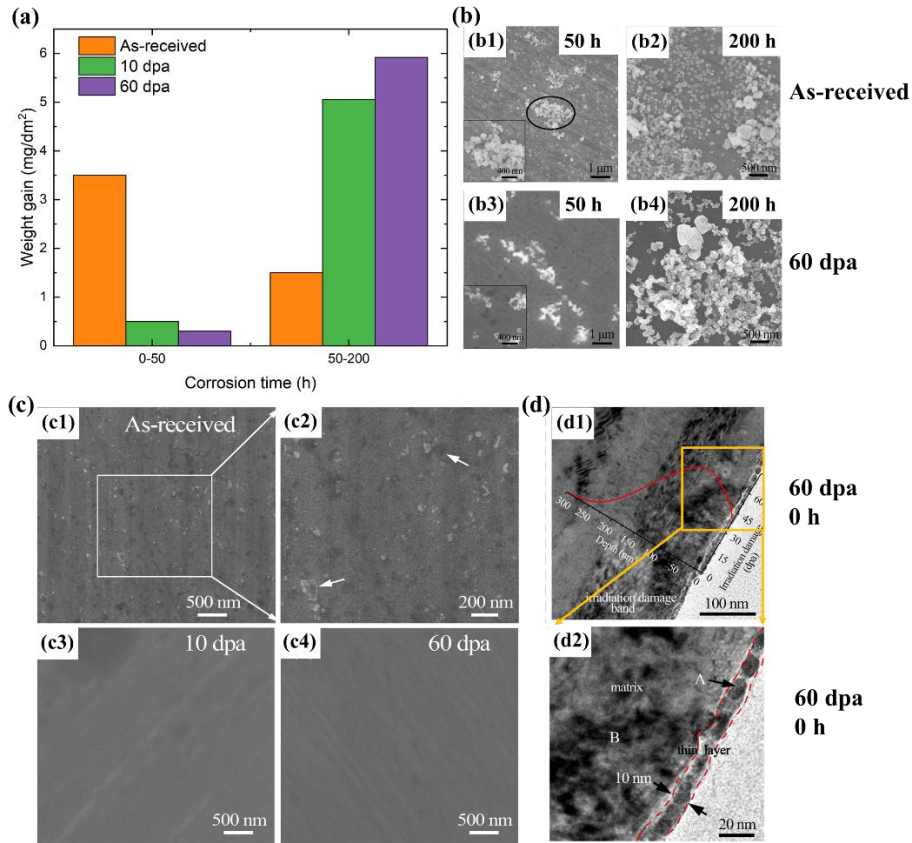 (a)
As-received
10 dpa
60 dpa
Weight gain (mg/dm²)
6
5
4
3
2
1
0
0-50
50-200
Corrosion time (h)
(b)
(b1)
50 h
400 nm
1 μm
(b2)
200 h
500 nm
As-received
(b3)
50 h
400 nm
1 μm
(b4)
200 h
500 nm
60 dpa
(c)
(c1)
As-received
500 nm
(c2)
200 nm
(c3)
10 dpa
500 nm
(c4)
60 dpa
500 nm
(d)
(d1)
300 250 200 150 100 50 0
Depth (nm)
0 15 30 45 60
Irradiation damage
(dpa)
irradiation damage
band
100 nm
60 dpa
0 h
(d2)
A
matrix
B
thin layer
10 nm
20 nm
60 dpa
0 h